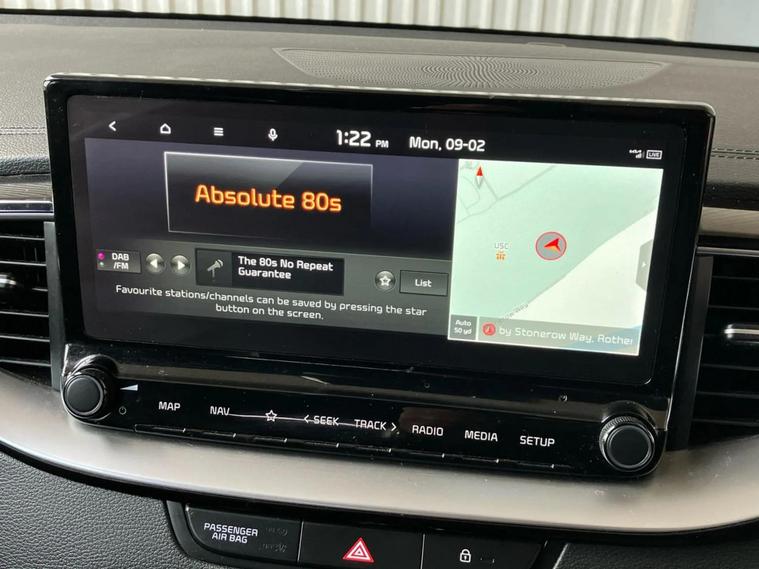 1:22 PM Mon, 09-02
LIVE
Absolute 80s
DAB
/FM
The 80s No Repeat
Guarantee
List
Favourite stations/channels can be saved by pressing the star
button on the screen.
USC
Auto
50 yd
by Stonerow Way, Rother
MAP NAV < SEEK TRACK > RADIO MEDIA SETUP
PASSENGER
AIR BAG